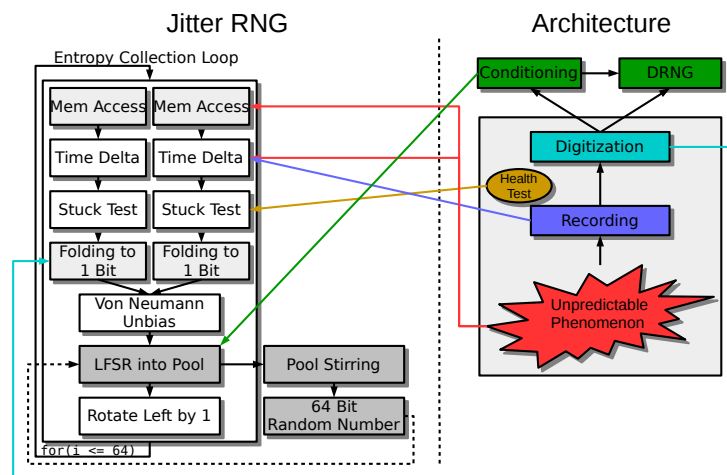 Jitter RNG
Architecture
Entropy Collection Loop
Mem Access
Mem Access
Time Delta
Time Delta
Stuck Test
Stuck Test
Folding to
1 Bit
Folding to
1 Bit
Von Neumann
Unbias
LFSR into Pool
Pool Stirring
Rotate Left by 1
64 Bit
Random Number
for(i <= 64)
Conditioning
DRNG
Digitization
Health
Test
Recording
Unpredictable
Phenomenon